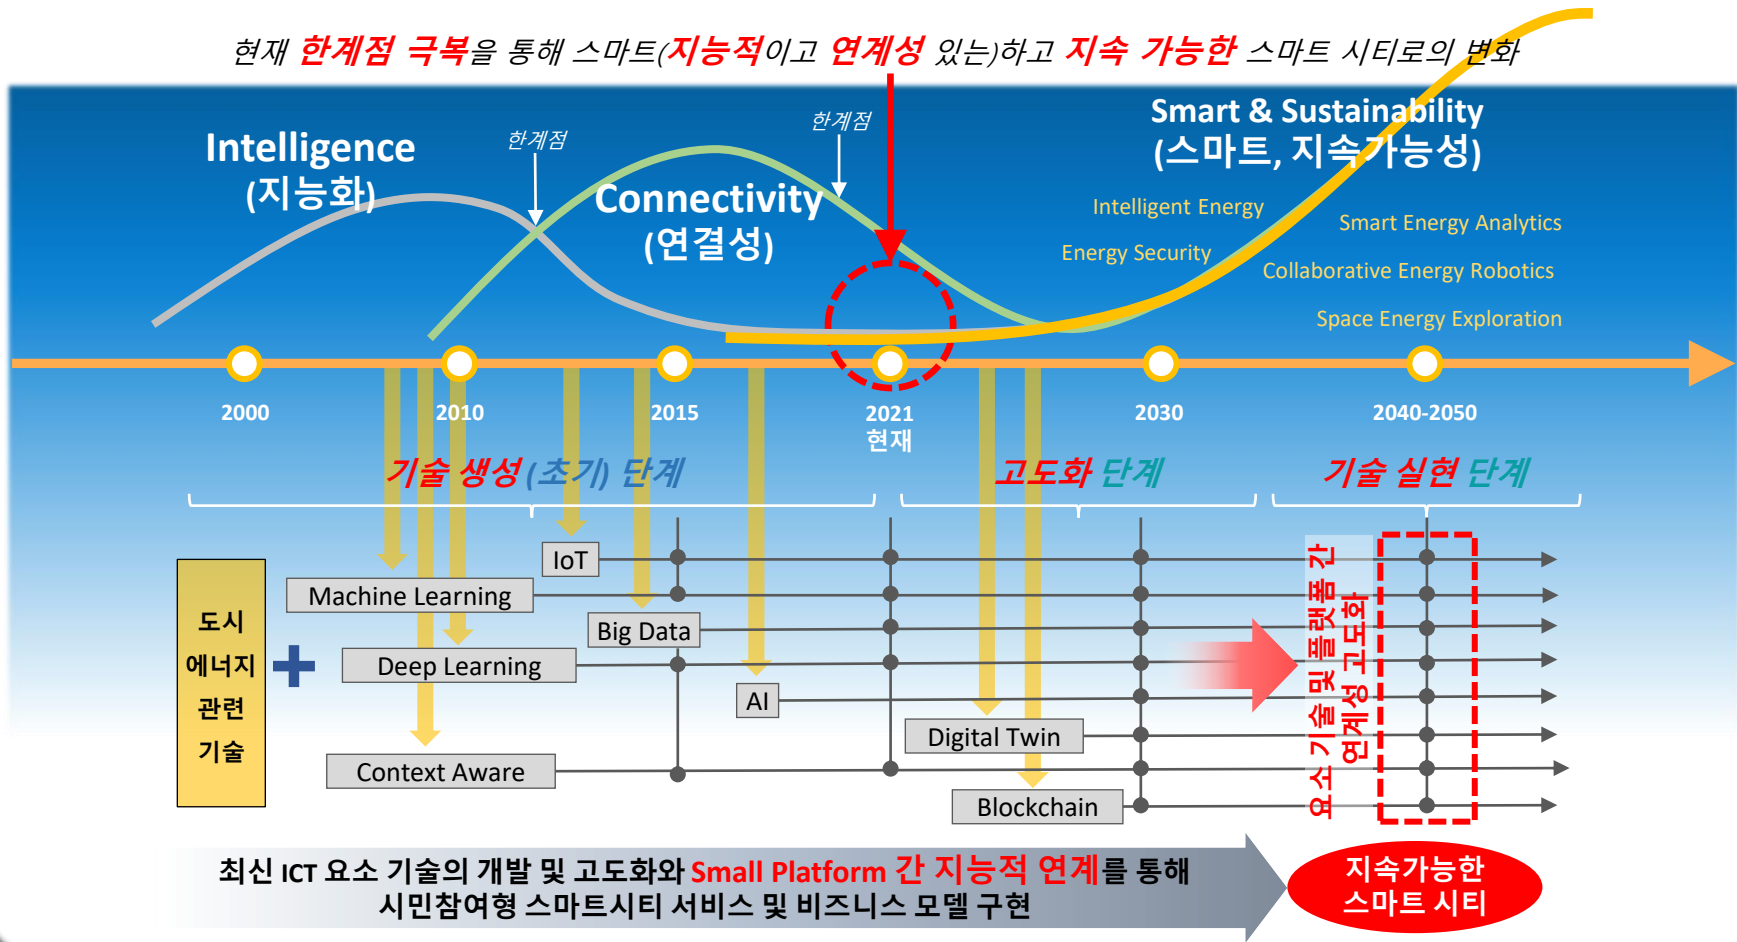 현재 한계점 극복을 통해 스마트(지능적이고 연계성 있는)하고 지속 가능한 스마트 시티로의 변화
Intelligence
(지능화)
한계점
Connectivity
(연결성)
한계점
Smart & Sustainability
(스마트, 지속가능성)
Intelligent Energy
Smart Energy Analytics
Energy Security
Collaborative Energy Robotics
Space Energy Exploration
2000
2010
2015
2021
현재
2030
2040-2050
기술 생성 (초기) 단계
고도화 단계
기술 실현 단계
도시
에너지
관련
기술
IoT
Machine Learning
Big Data
Deep Learning
AI
Digital Twin
Context Aware
Blockchain
요소 기술 및 플랫폼 간
연계성 고도화
최신 ICT 요소 기술의 개발 및 고도화와 Small Platform 간 지능적 연계를 통해
시민참여형 스마트시티 서비스 및 비즈니스 모델 구현
지속가능한
스마트 시티